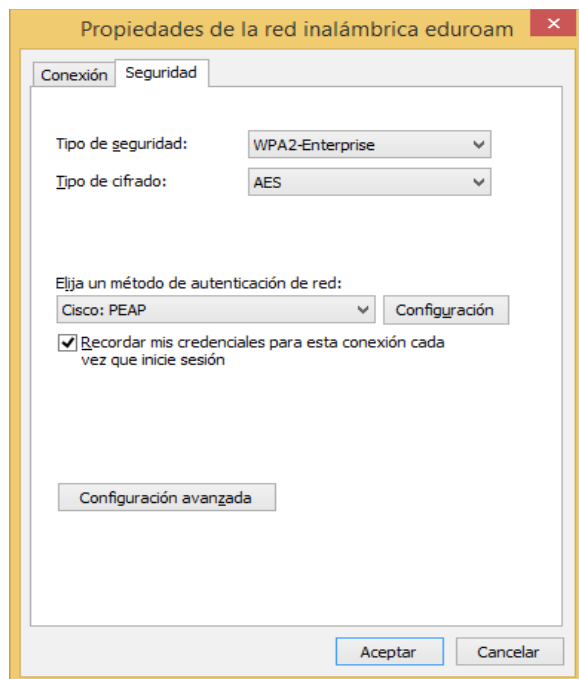 Propiedades de la red inalámbrica eduroam
Conexión Seguridad
Tipo de seguridad: WPA2-Enterprise
Tipo de cifrado: AES
Elija un método de autenticación de red:
Cisco: PEAP Configuración
Recordar mis credenciales para esta conexión cada
vez que inicie sesión
Configuración avanzada
Aceptar Cancelar